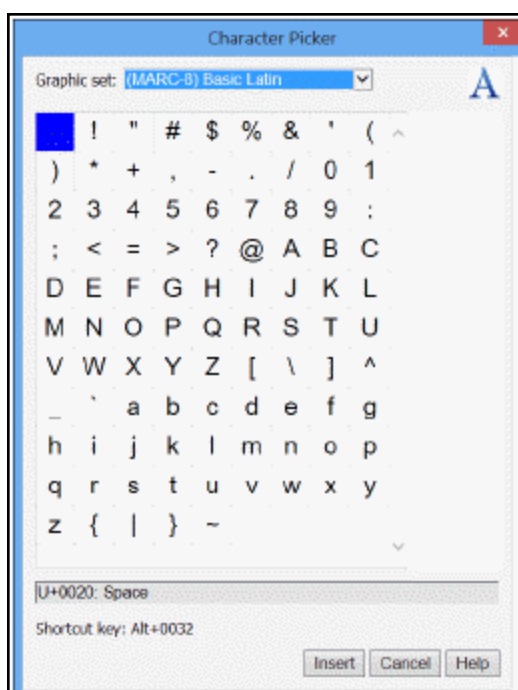 Character Picker
Graphic set: (MARC-8) Basic Latin
A
! " # $ % & ' (
) * + , - . / 0 1
2 3 4 5 6 7 8 9 :
; < = > ? @ A B C
D E F G H I J K L
M N O P Q R S T U
V W X Y Z [ \ ] ^
_ ` a b c d e f g
h i j k l m n o p
q r s t u v w x y
z { | } ~
U+0020: Space
Shortcut key: Alt+0032
Insert Cancel Help